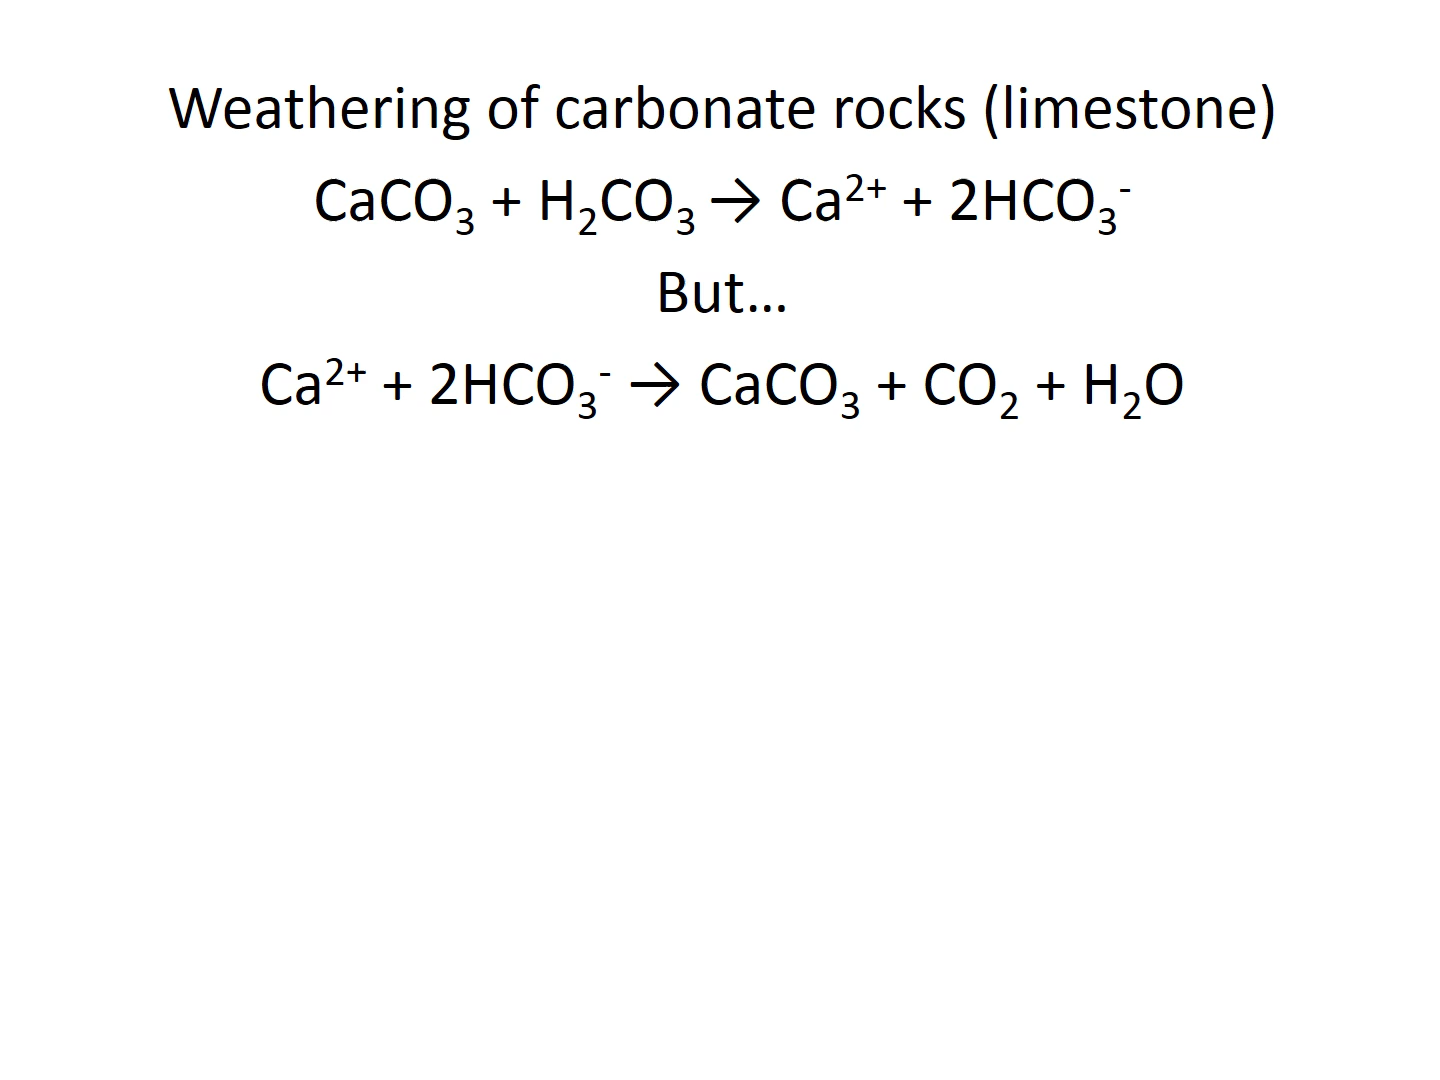 Weathering of carbonate rocks (limestone)
CaCO₃ + H₂CO₃ → Ca²⁺ + 2HCO₃⁻
But...
Ca²⁺ + 2HCO₃⁻ → CaCO₃ + CO₂ + H₂O